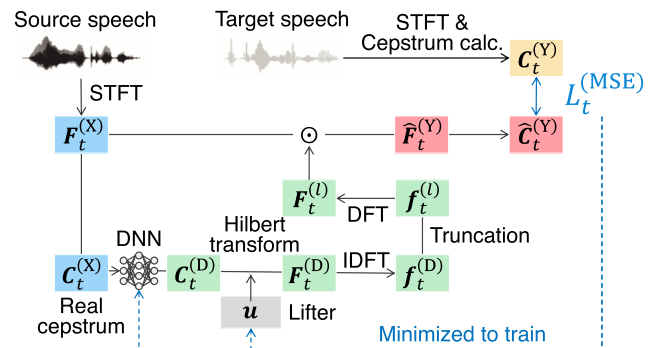 Source speech
Target speech
STFT &
Cepstrum calc.
C_t^(Y)
STFT
L_t^(MSE)
F_t^(X)
⊙
F̂_t^(Y)
Ĉ_t^(Y)
F_t^(l)
DFT
f_t^(l)
Hilbert
transform
Truncation
DNN
C_t^(X)
C_t^(D)
F_t^(D)
IDFT
f_t^(D)
Real
cepstrum
u
Lifter
Minimized to train